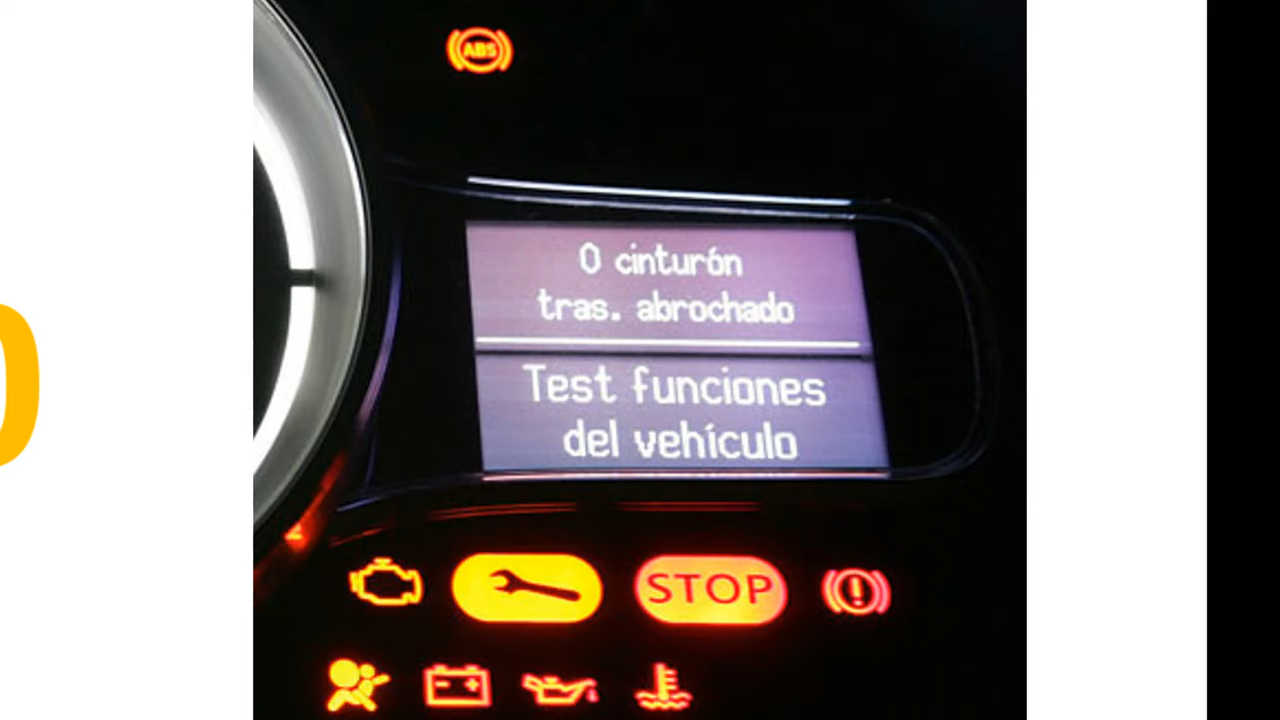 ABS
0 cinturón
tras. abrochado
Test funciones
del vehículo
STOP